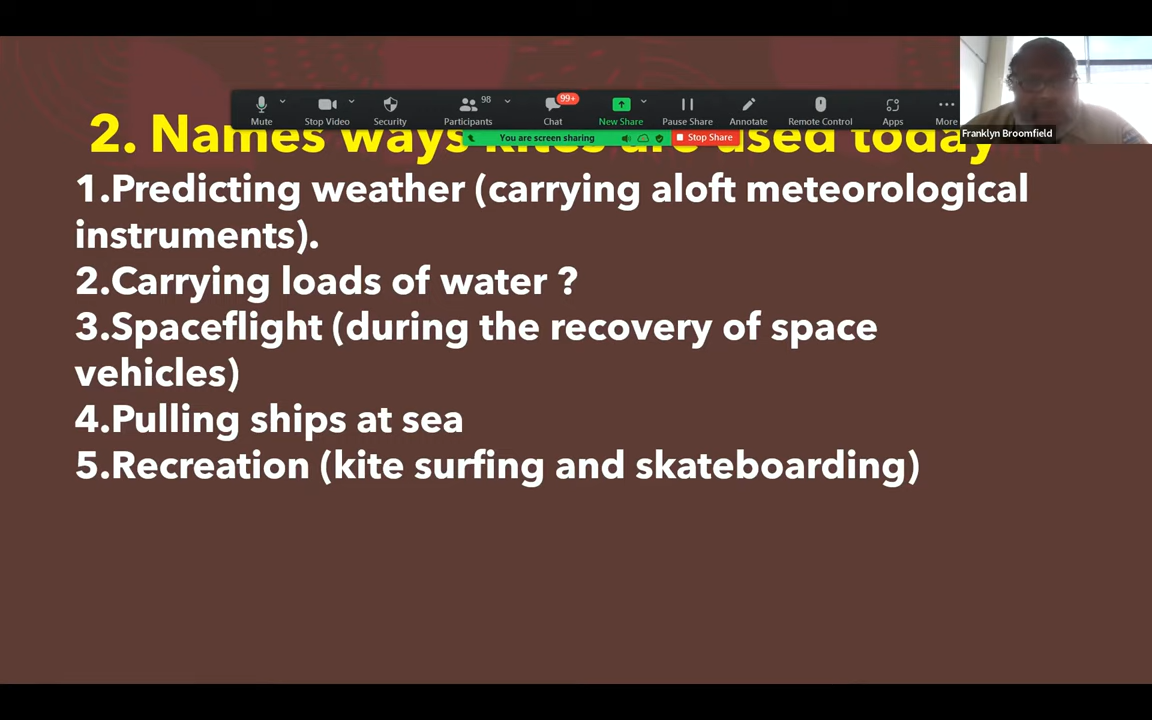 98
99+
Mute
Stop Video
Security
Participants
Chat
New Share
Pause Share
Annotate
Remote Control
Apps
More
Franklyn Broomfield
You are screen sharing
Stop Share
2. Names ways kites are used today
1.Predicting weather (carrying aloft meteorological
instruments).
2.Carrying loads of water ?
3.Spaceflight (during the recovery of space
vehicles)
4.Pulling ships at sea
5.Recreation (kite surfing and skateboarding)